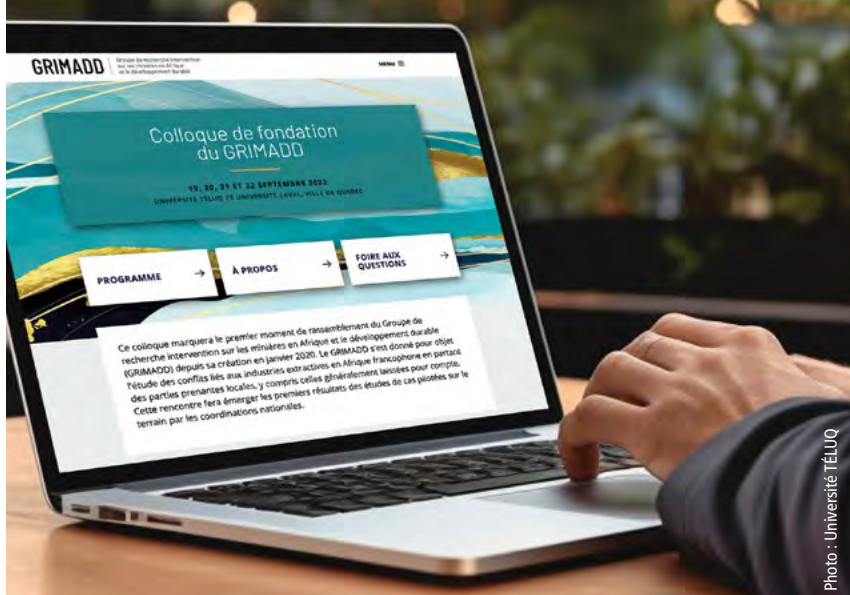 GRIMADD
Groupe de recherche intervention
sur les minières en Afrique
et le développement durable
MENU
Colloque de fondation
du GRIMADD
19, 20, 21 ET 22 SEPTEMBRE 2022
UNIVERSITÉ TÉLUQ ET UNIVERSITÉ LAVAL, VILLE DE QUÉBEC
PROGRAMME →
À PROPOS →
FOIRE AUX
QUESTIONS →
Ce colloque marquera le premier moment de rassemblement du Groupe de
recherche intervention sur les minières en Afrique et le développement durable
(GRIMADD) depuis sa création en janvier 2020. Le GRIMADD s'est donné pour objet
l'étude des conflits liés aux industries extractives en Afrique francophone en partant
des parties prenantes locales, y compris celles généralement laissées pour compte.
Cette rencontre fera émerger les premiers résultats des études de cas pilotées sur le
terrain par les coordinations nationales.
Photo : Université TÉLUQ